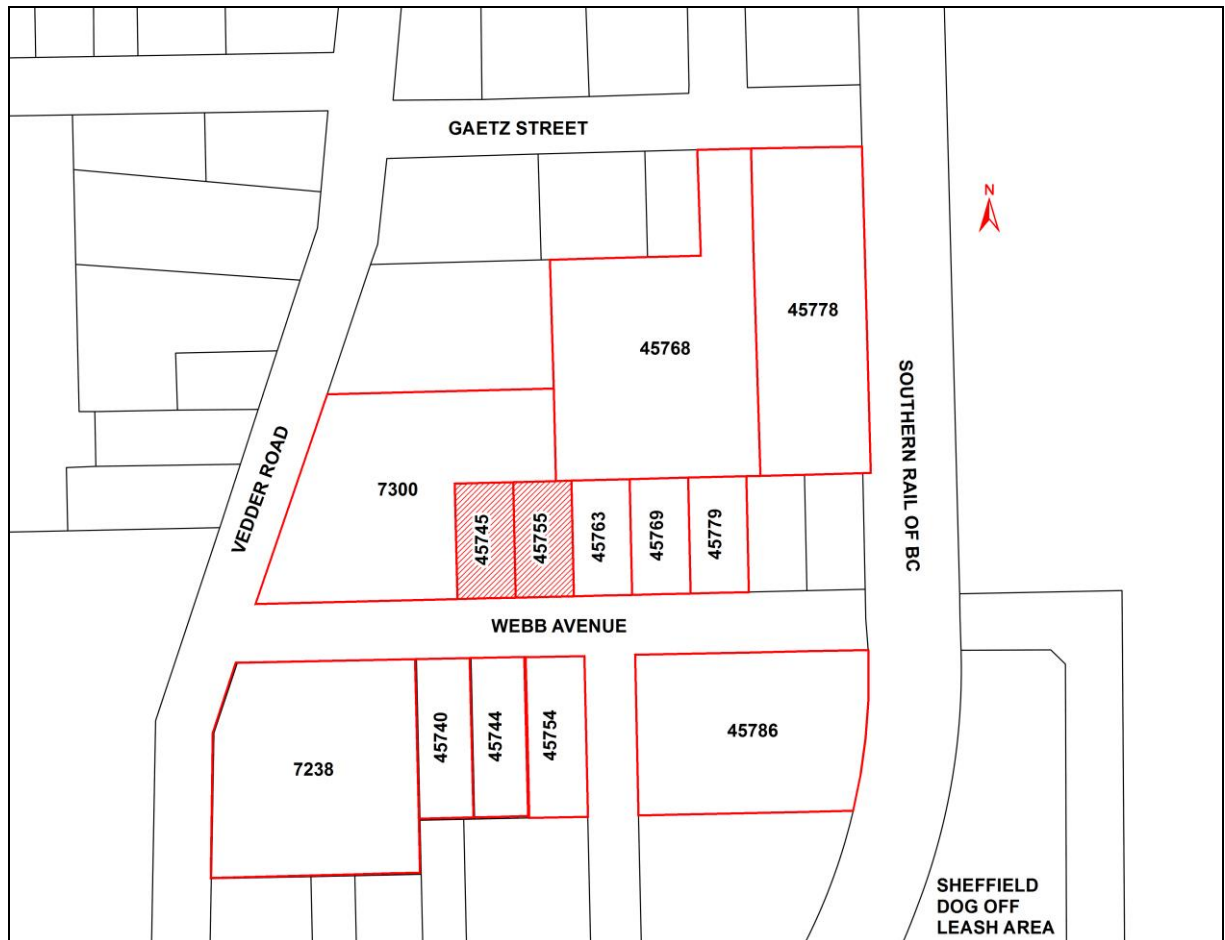 GAETZ STREET
N
45778
45768
SOUTHERN RAIL OF BC
VEDDER ROAD
7300
45745
45755
45763
45769
45779
WEBB AVENUE
45740
45744
45754
45786
7238
SHEFFIELD
DOG OFF
LEASH AREA